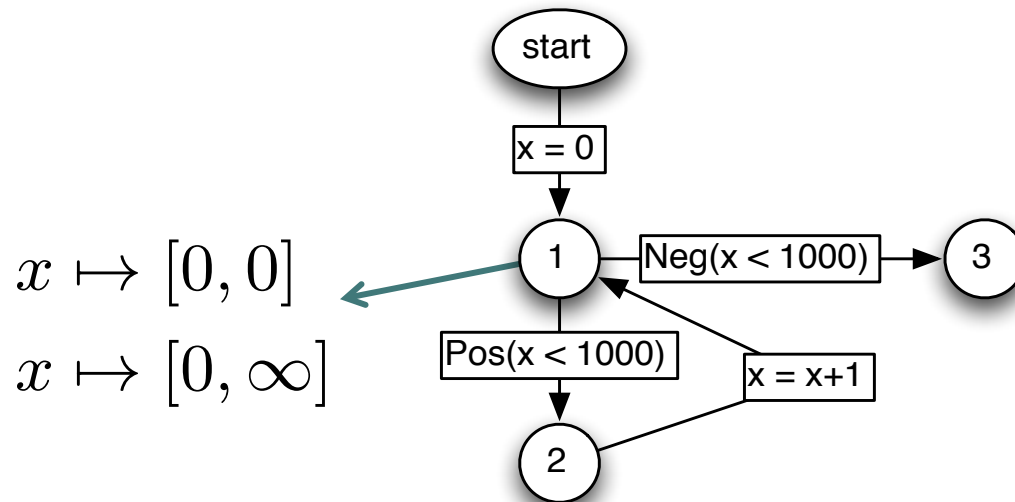 start
x = 0
1
Neg(x < 1000)
3
x ↦ [0, 0]
x ↦ [0, ∞]
Pos(x < 1000)
x = x+1
2